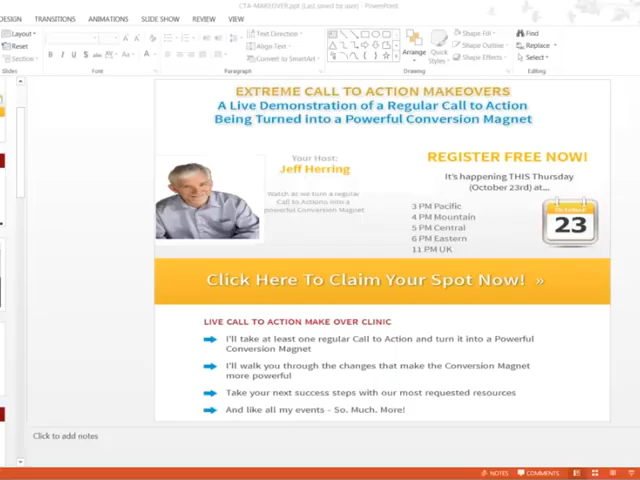 CTA-MAKEOVER.ppt [Last saved by user] - PowerPoint
DESIGN TRANSITIONS ANIMATIONS SLIDE SHOW REVIEW VIEW
Layout
Reset
Section
Slides
Font
Text Direction
Align Text
Convert to SmartArt
Paragraph
Arrange
Quick
Styles
Shape Fill
Shape Outline
Shape Effects
Drawing
Find
Replace
Select
Editing
EXTREME CALL TO ACTION MAKEOVERS
A Live Demonstration of a Regular Call to Action
Being Turned into a Powerful Conversion Magnet
Your Host:
Jeff Herring
Watch as we turn a regular
Call to Actions into a
powerful Conversion Magnet
REGISTER FREE NOW!
It's happening THIS Thursday
(October 23rd) at....
3 PM Pacific
4 PM Mountain
5 PM Central
6 PM Eastern
11 PM UK
23
Click Here To Claim Your Spot Now! »
LIVE CALL TO ACTION MAKE OVER CLINIC
I'll take at least one regular Call to Action and turn it into a Powerful
Conversion Magnet
I'll walk you through the changes that make the Conversion Magnet
more powerful
Take your next success steps with our most requested resources
And like all my events - So. Much. More!
Click to add notes
NOTES COMMENTS